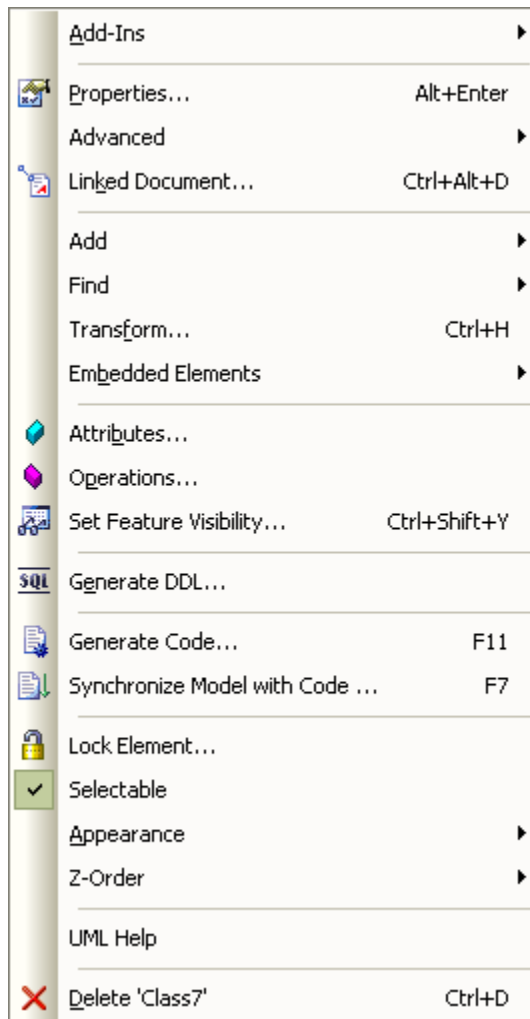 Add-Ins
Properties... Alt+Enter
Advanced
Linked Document... Ctrl+Alt+D
Add
Find
Transform... Ctrl+H
Embedded Elements
Attributes...
Operations...
Set Feature Visibility... Ctrl+Shift+Y
SQL Generate DDL...
Generate Code... F11
Synchronize Model with Code ... F7
Lock Element...
Selectable
Appearance
Z-Order
UML Help
Delete 'Class7' Ctrl+D